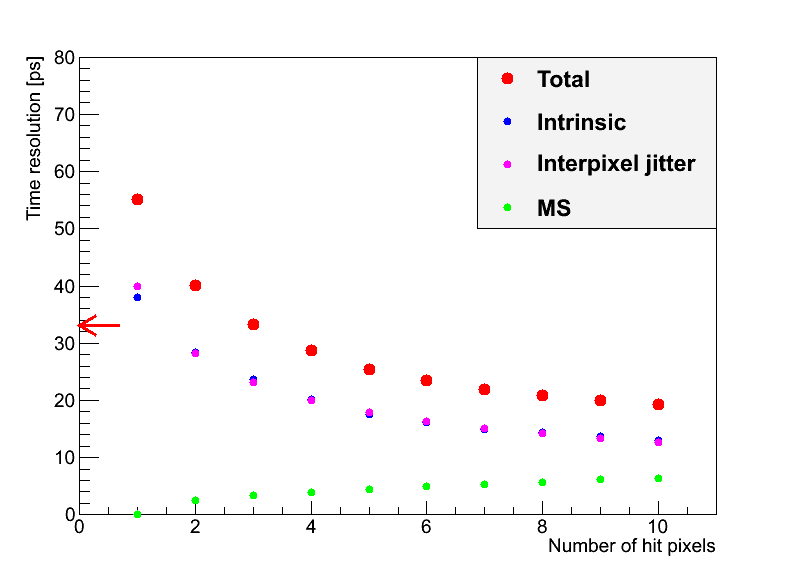 Time resolution [ps]
80
70
60
50
40
30
20
10
0
Total
Intrinsic
Interpixel jitter
MS
0 2 4 6 8 10
Number of hit pixels